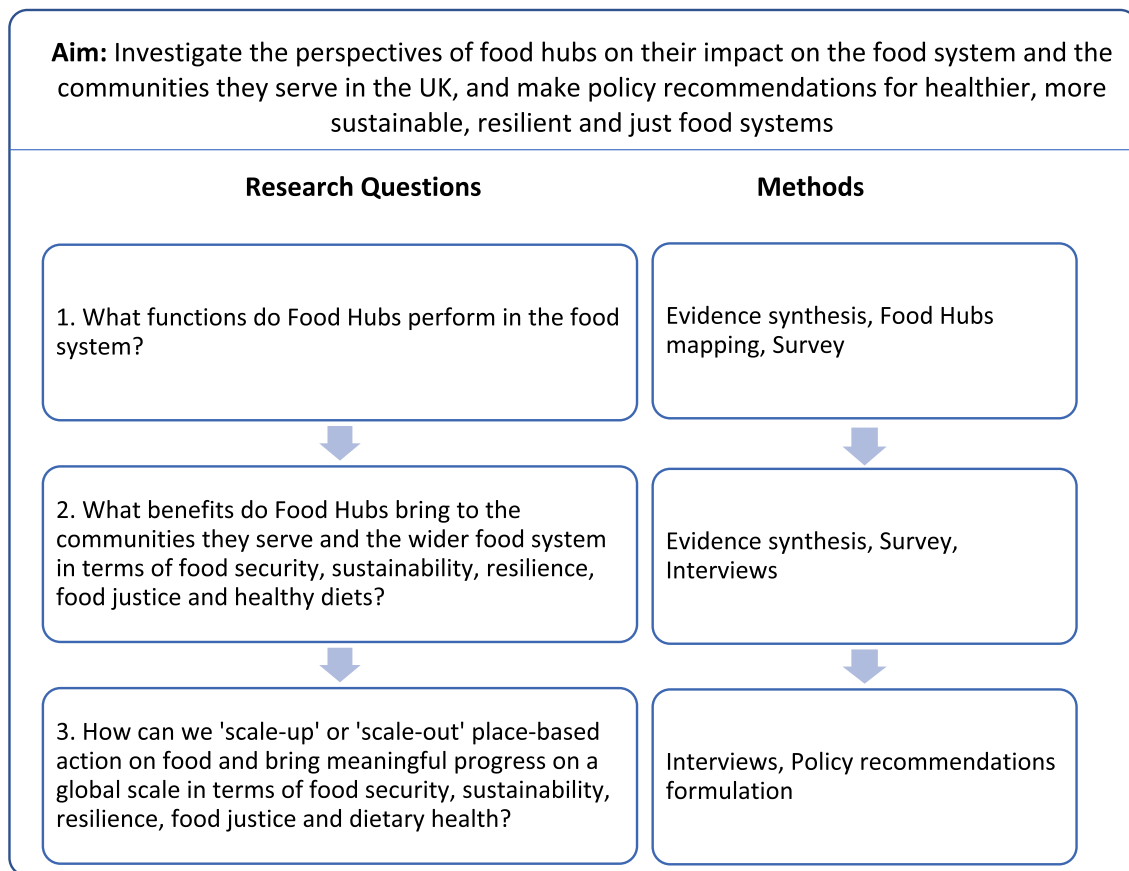 Aim: Investigate the perspectives of food hubs on their impact on the food system and the
communities they serve in the UK, and make policy recommendations for healthier, more
sustainable, resilient and just food systems
Research Questions
Methods
1. What functions do Food Hubs perform in the food
system?
Evidence synthesis, Food Hubs
mapping, Survey
2. What benefits do Food Hubs bring to the
communities they serve and the wider food system
in terms of food security, sustainability, resilience,
food justice and healthy diets?
Evidence synthesis, Survey,
Interviews
3. How can we 'scale-up' or 'scale-out' place-based
action on food and bring meaningful progress on a
global scale in terms of food security, sustainability,
resilience, food justice and dietary health?
Interviews, Policy recommendations
formulation